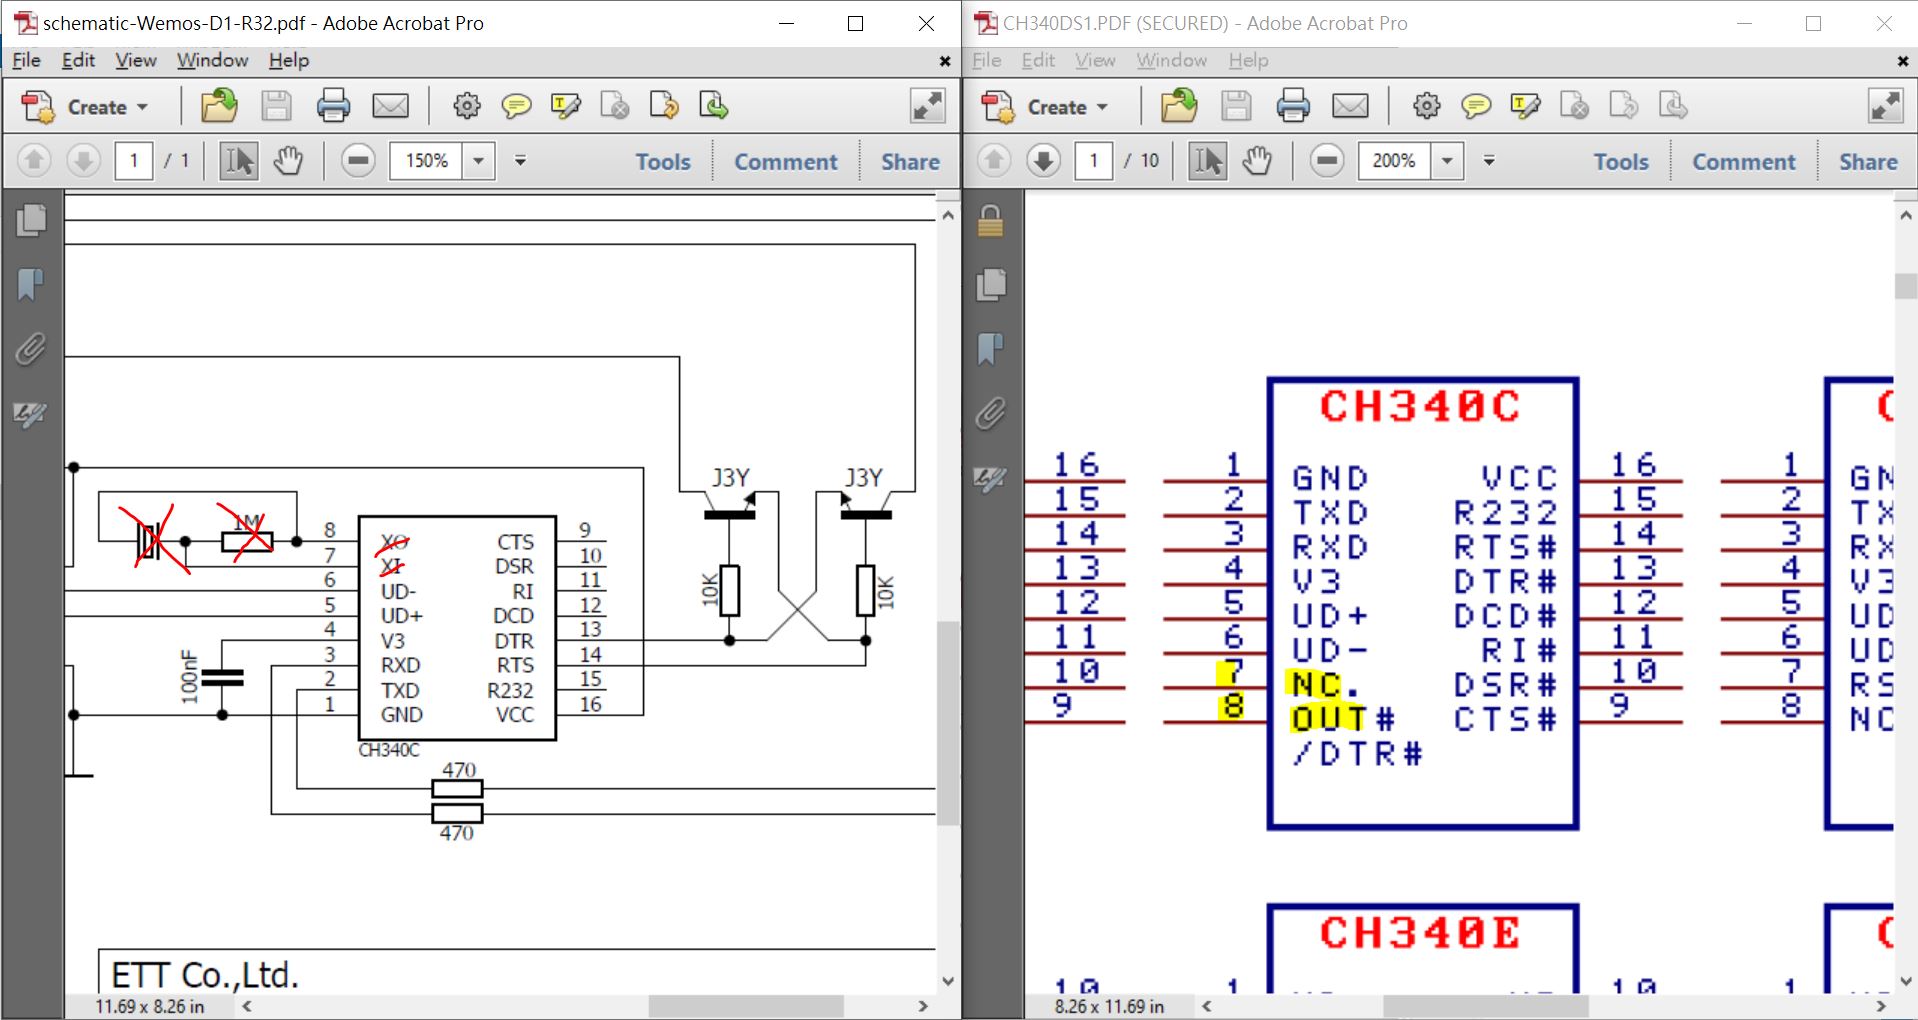 schematic-Wemos-D1-R32.pdf - Adobe Acrobat Pro
File Edit View Window Help
Create
1 / 1
150%
Tools Comment Share
J3Y J3Y
1M
8 XO CTS 9
7 XI DSR 10
6 UD- RI 11
5 UD+ DCD 12
4 V3 DTR 13
3 RXD RTS 14
2 TXD R232 15
1 GND VCC 16
10K 10K
100nF
CH340C
470
470
ETT Co.,Ltd.
11.69 x 8.26 in
CH340DS1.PDF (SECURED) - Adobe Acrobat Pro
File Edit View Window Help
Create
1 / 10
200%
Tools Comment Share
CH340C
16 1 GND VCC 16 1 GN
15 2 TXD R232 15 2 TX
14 3 RXD RTS# 14 3 RX
13 4 V3 DTR# 13 4 V3
12 5 UD+ DCD# 12 5 UD
11 6 UD- RI# 11 6 UD
10 7 NC. DSR# 10 7 RS
9 8 OUT# CTS# 9 8 NC
/DTR#
CH340E
10 1 10 1
8.26 x 11.69 in